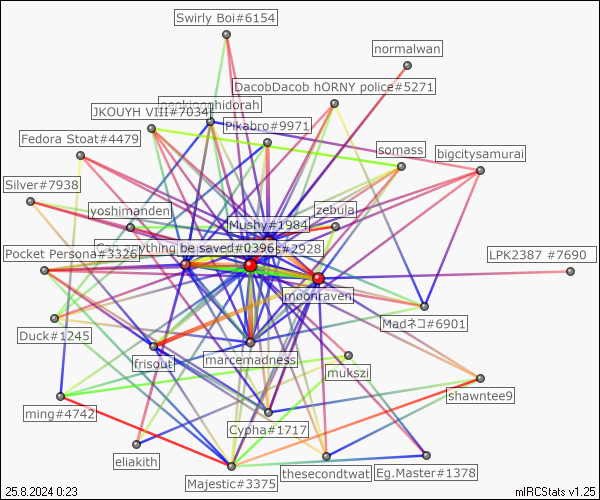 Swirly Boi#6154
normalwan
DacobDacob hORNY police#5271
JKOUYH VIII#7034
Pikabro#9971
Fedora Stoat#4479
somass
bigcitysamurai
Silver#7938
yoshimanden
zebula
Mushy#1984
anything be saved#0396
#2928
Pocket Persona#3326
LPK2387 #7690
moonraven
Madネコ#6901
Duck#1245
frisout
marcemadness
mukszi
shawntee9
ming#4742
Cypha#1717
eliakith
Majestic#3375
thesecondtwat
Eg.Master#1378
25.8.2024 0:23
mIRCStats v1.25